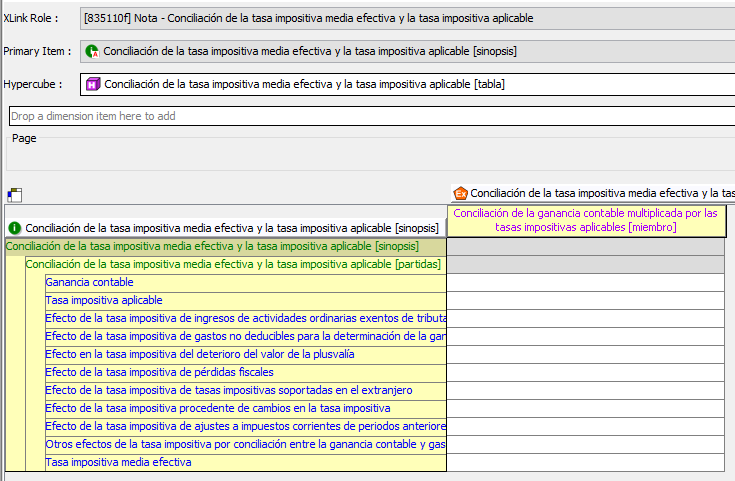 XLink Role : [835110f] Nota - Conciliación de la tasa impositiva media efectiva y la tasa impositiva aplicable
Primary Item : Conciliación de la tasa impositiva media efectiva y la tasa impositiva aplicable [sinopsis]
Hypercube : Conciliación de la tasa impositiva media efectiva y la tasa impositiva aplicable [tabla]
Drop a dimension item here to add
Page
Conciliación de la tasa impositiva media efectiva y la tas
Conciliación de la ganancia contable multiplicada por las
tasas impositivas aplicables [miembro]
Conciliación de la tasa impositiva media efectiva y la tasa impositiva aplicable [sinopsis]
Conciliación de la tasa impositiva media efectiva y la tasa impositiva aplicable [sinopsis]
Conciliación de la tasa impositiva media efectiva y la tasa impositiva aplicable [partidas]
Ganancia contable
Tasa impositiva aplicable
Efecto de la tasa impositiva de ingresos de actividades ordinarias exentos de tributa
Efecto de la tasa impositiva de gastos no deducibles para la determinación de la gan
Efecto en la tasa impositiva del deterioro del valor de la plusvalía
Efecto de la tasa impositiva de pérdidas fiscales
Efecto de la tasa impositiva de tasas impositivas soportadas en el extranjero
Efecto de la tasa impositiva procedente de cambios en la tasa impositiva
Efecto de la tasa impositiva de ajustes a impuestos corrientes de periodos anteriore
Otros efectos de la tasa impositiva por conciliación entre la ganancia contable y gas
Tasa impositiva media efectiva